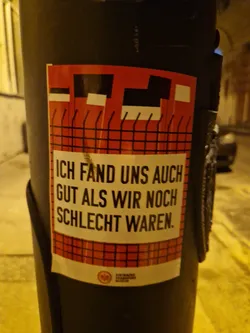 ICH FAND UNS AUCH
GUT ALS WIR NOCH
SCHLECHT WAREN.